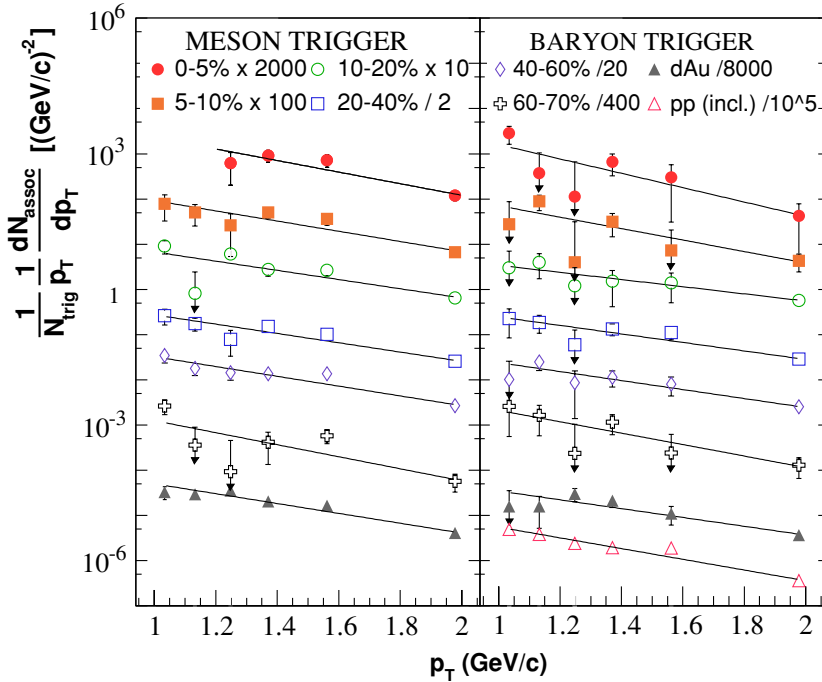 10^6
10^3
1
10^-3
10^-6
1/N_trig 1/p_T dN_assoc/dp_T [(GeV/c)^-2]
MESON TRIGGER
0-5% x 2000
10-20% x 10
5-10% x 100
20-40% / 2
BARYON TRIGGER
40-60% /20
dAu /8000
60-70% /400
pp (incl.) /10^5
1 1.2 1.4 1.6 1.8 2
1 1.2 1.4 1.6 1.8 2
p_T (GeV/c)
p_T (GeV/c)